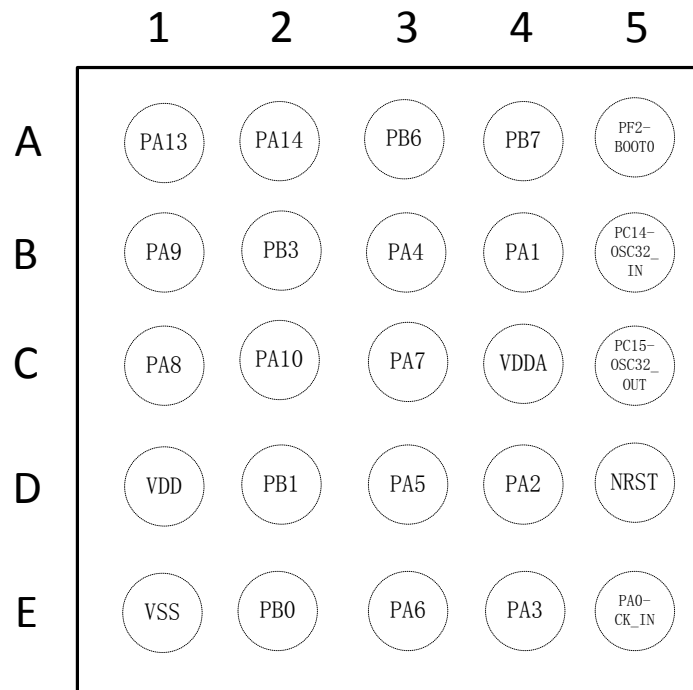 1 2 3 4 5
A PA13 PA14 PB6 PB7 PF2-
BOOT0
B PA9 PB3 PA4 PA1 PC14-
OSC32_
IN
C PA8 PA10 PA7 VDDA PC15-
OSC32_
OUT
D VDD PB1 PA5 PA2 NRST
E VSS PB0 PA6 PA3 PA0-
CK_IN